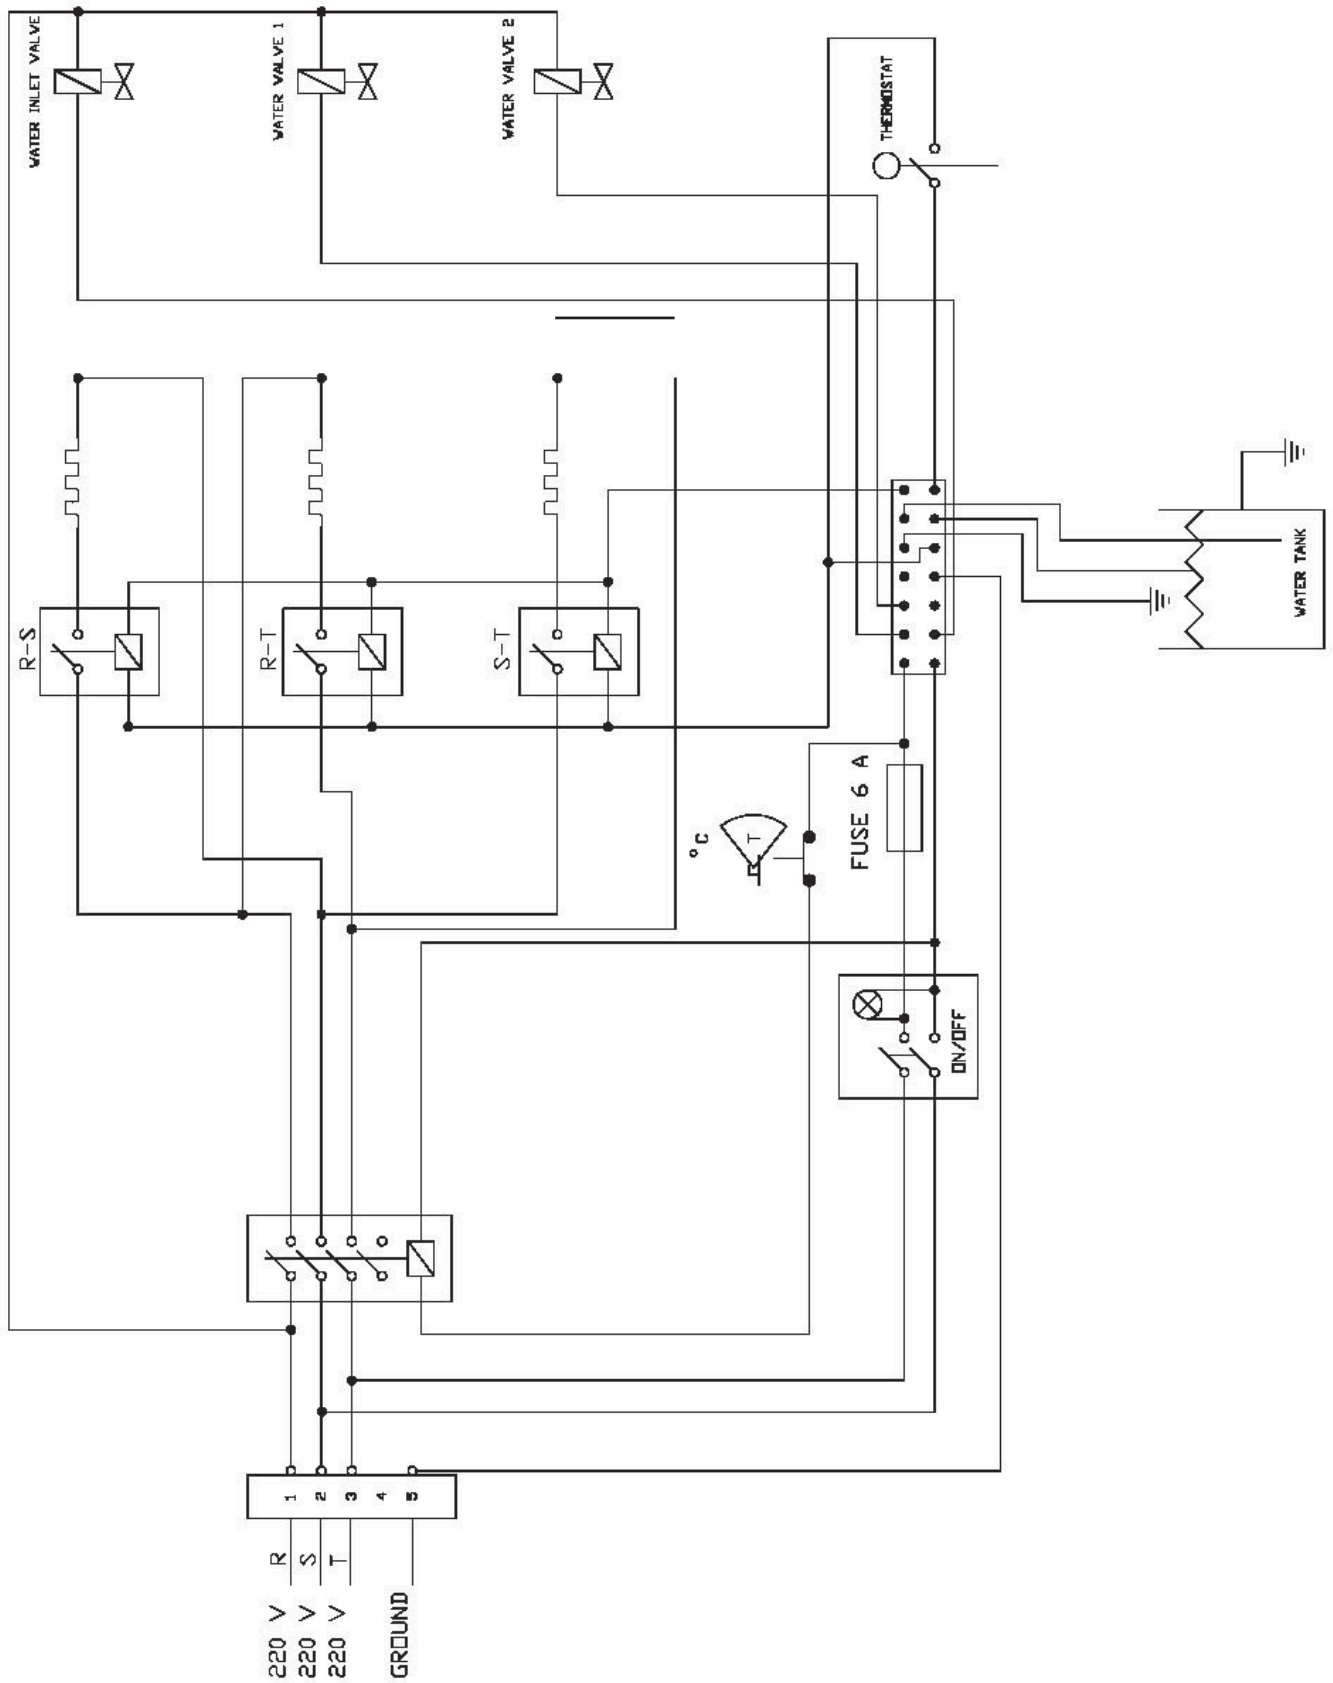 WATER INLET VALVE
WATER VALVE 1
WATER VALVE 2
THERMOSTAT
R-S
R-T
S-T
WATER TANK
°C
T
FUSE 6 A
ON/OFF
1
2
3
4
5
220 V R
220 V S
220 V T
GROUND